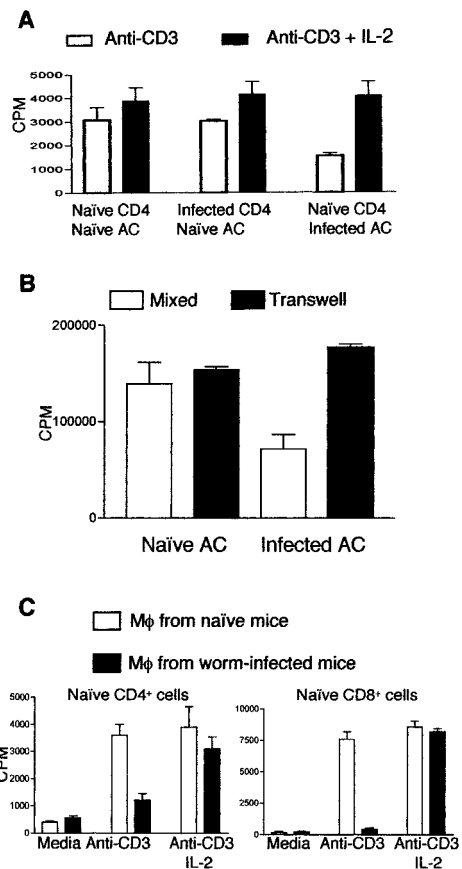 A
Anti-CD3 Anti-CD3 + IL-2
CPM
5000
4000
3000
2000
1000
0
Naïve CD4 Infected CD4 Naïve CD4
Naïve AC Naïve AC Infected AC
B
Mixed Transwell
CPM
200000
100000
0
Naïve AC Infected AC
C
Mϕ from naïve mice
Mϕ from worm-infected mice
Naïve CD4⁺ cells Naïve CD8⁺ cells
CPM
5000
4000
3000
2000
1000
0
Media Anti-CD3 Anti-CD3
IL-2
10000
7500
5000
2500
0
Media Anti-CD3 Anti-CD3
IL-2